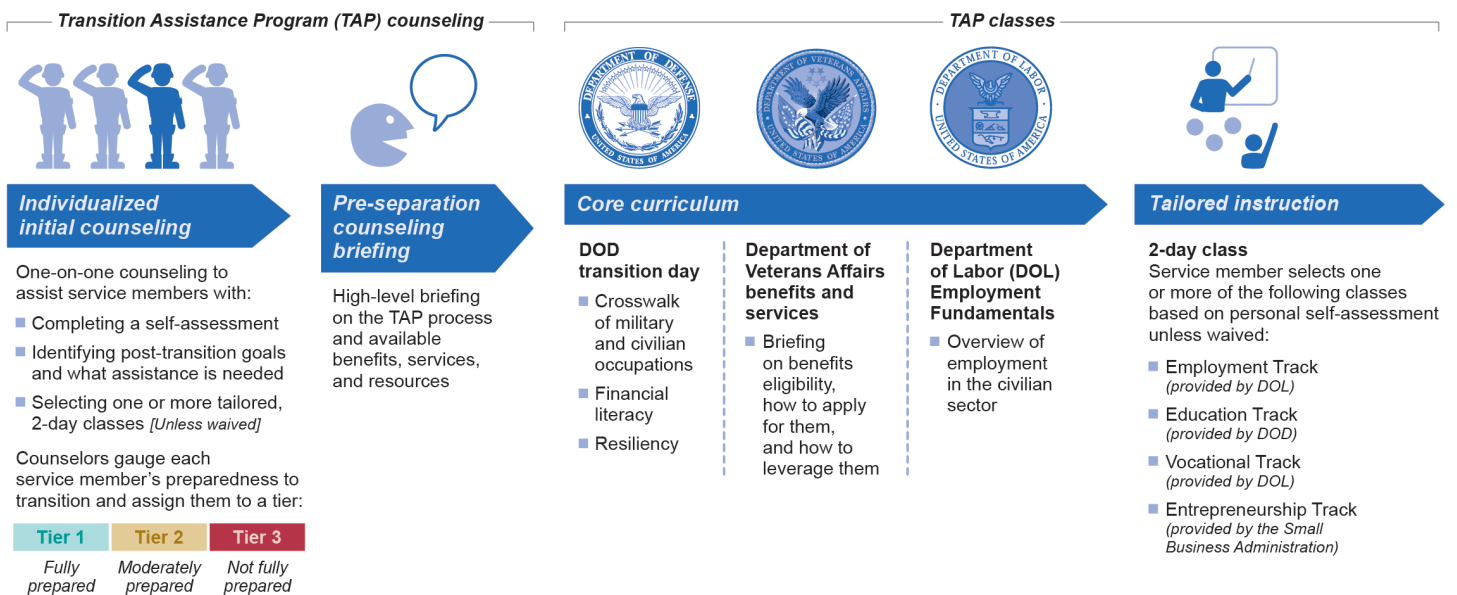 Transition Assistance Program (TAP) counseling
TAP classes
DEPARTMENT OF DEFENSE
UNITED STATES OF AMERICA
DEPARTMENT OF VETERANS AFFAIRS
UNITED STATES OF AMERICA
DEPARTMENT OF LABOR
UNITED STATES OF AMERICA
Individualized
initial counseling
One-on-one counseling to
assist service members with:
Completing a self-assessment
Identifying post-transition goals
and what assistance is needed
Selecting one or more tailored,
2-day classes [Unless waived]
Counselors gauge each
service member's preparedness to
transition and assign them to a tier:
Tier 1
Tier 2
Tier 3
Fully
prepared
Moderately
prepared
Not fully
prepared
Pre-separation
counseling
briefing
High-level briefing
on the TAP process
and available
benefits, services,
and resources
Core curriculum
DOD
transition day
Crosswalk
of military
and civilian
occupations
Financial
literacy
Resiliency
Department of
Veterans Affairs
benefits and
services
Briefing
on benefits
eligibility,
how to apply
for them,
and how to
leverage them
Department
of Labor (DOL)
Employment
Fundamentals
Overview of
employment
in the civilian
sector
Tailored instruction
2-day class
Service member selects one
or more of the following classes
based on personal self-assessment
unless waived:
Employment Track
(provided by DOL)
Education Track
(provided by DOD)
Vocational Track
(provided by DOL)
Entrepreneurship Track
(provided by the Small
Business Administration)